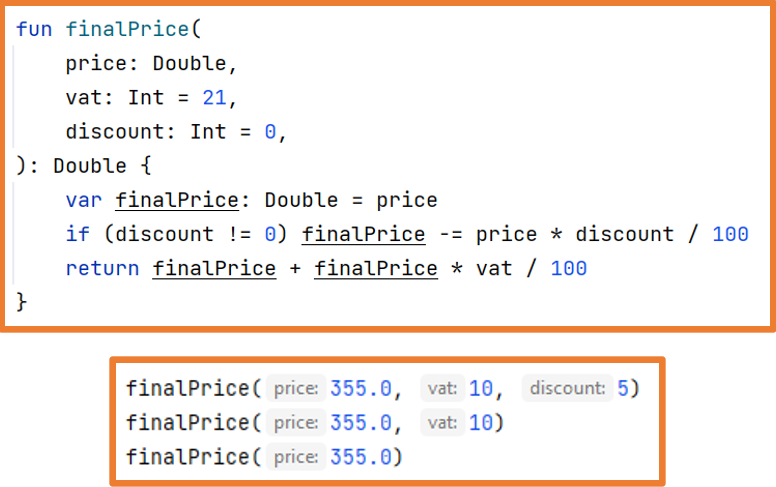 fun finalPrice(
    price: Double,
    vat: Int = 21,
    discount: Int = 0,
): Double {
    var finalPrice: Double = price
    if (discount != 0) finalPrice -= price * discount / 100
    return finalPrice + finalPrice * vat / 100
}
finalPrice( price: 355.0, vat: 10, discount: 5)
finalPrice( price: 355.0, vat: 10)
finalPrice( price: 355.0)